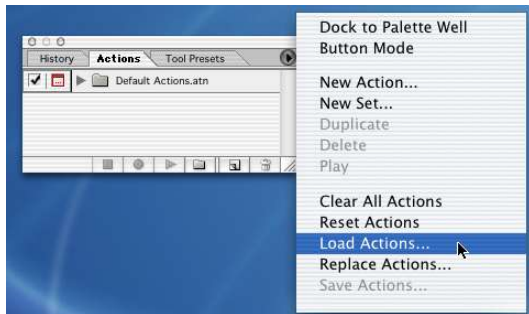 History Actions Tool Presets
Default Actions.atn
Dock to Palette Well
Button Mode
New Action...
New Set...
Duplicate
Delete
Play
Clear All Actions
Reset Actions
Load Actions...
Replace Actions...
Save Actions...